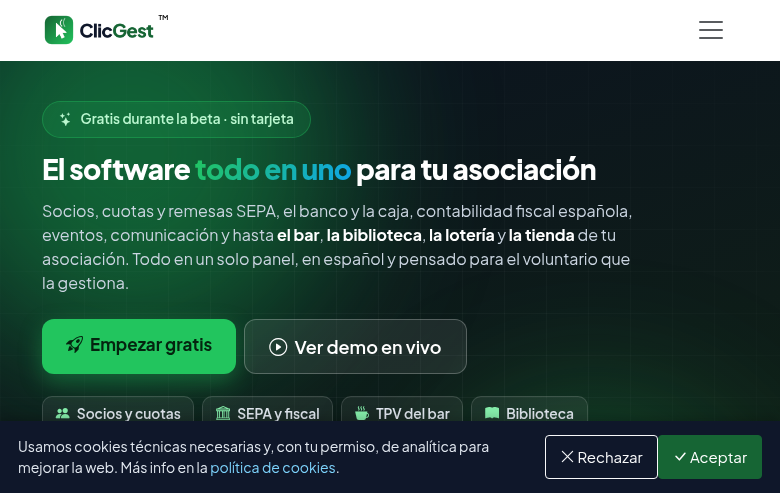 ClicGest™
Gratis durante la beta · sin tarjeta
El software todo en uno para tu asociación
Socios, cuotas y remesas SEPA, el banco y la caja, contabilidad fiscal española,
eventos, comunicación y hasta el bar, la biblioteca, la lotería y la tienda de tu
asociación. Todo en un solo panel, en español y pensado para el voluntario que
la gestiona.
Empezar gratis
Ver demo en vivo
Socios y cuotas
SEPA y fiscal
TPV del bar
Biblioteca
Usamos cookies técnicas necesarias y, con tu permiso, de analítica para
mejorar la web. Más info en la política de cookies.
Rechazar
Aceptar